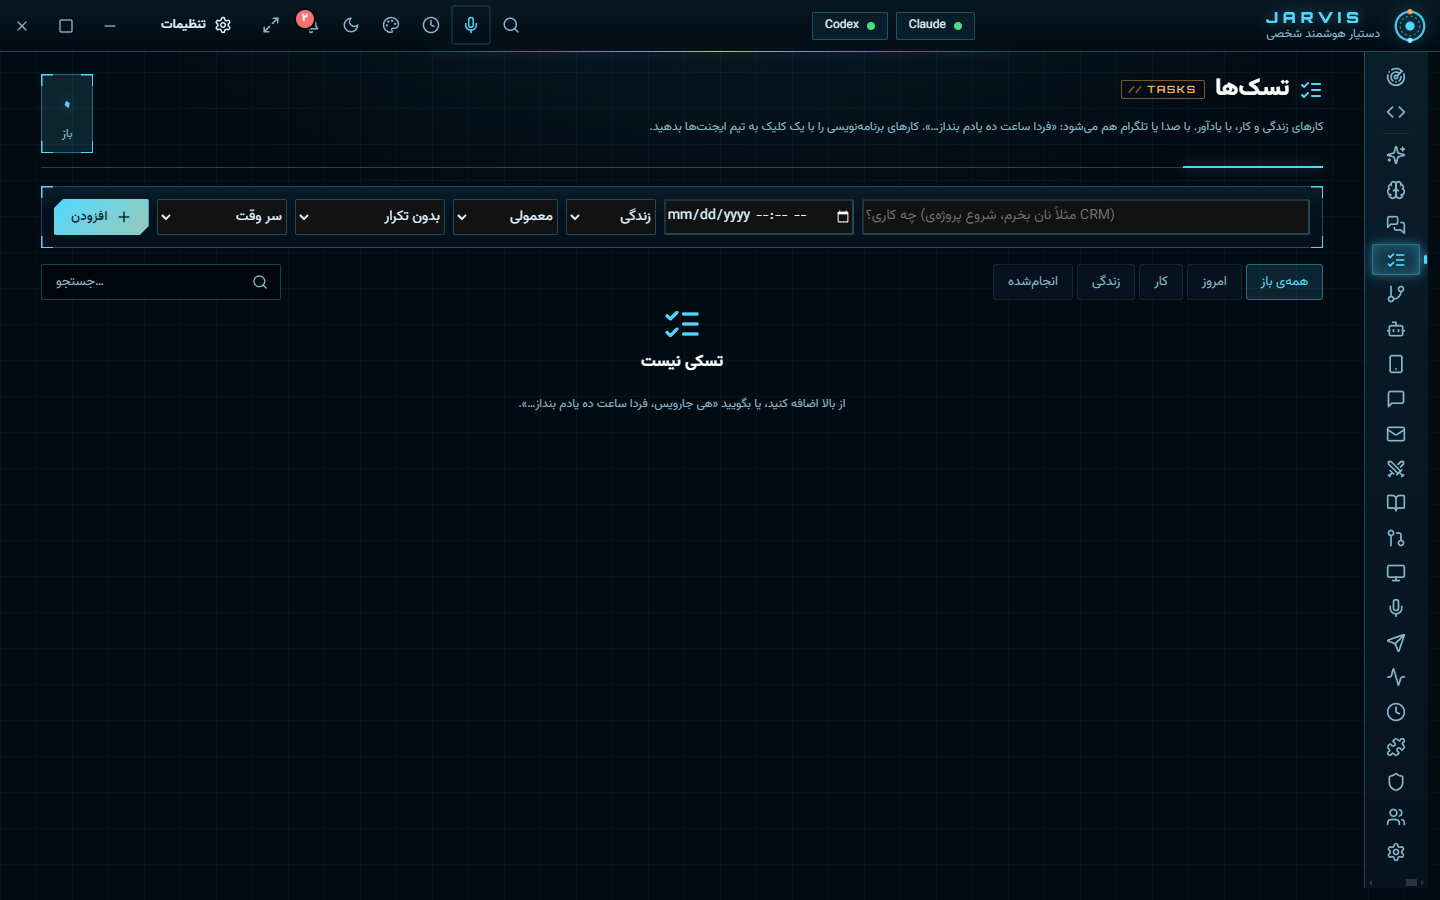 JARVIS
دستیار هوشمند شخصی
Claude
Codex
۲
تنظیمات
تسک‌ها
// TASKS
کارهای زندگی و کار، با یادآور. با صدا یا تلگرام هم می‌شود: «فردا ساعت ده یادم بنداز…». کارهای برنامه‌نویسی را با یک کلیک به تیم ایجنت‌ها بدهید.
باز
چه کاری؟ (مثلاً نان بخرم، شروع پروژه‌ی CRM)
mm/dd/yyyy --:-- --
زندگی
معمولی
بدون تکرار
سر وقت
افزودن
همه‌ی باز
امروز
کار
زندگی
انجام‌شده
جستجو…
تسکی نیست
از بالا اضافه کنید، یا بگویید «هی جارویس، فردا ساعت ده یادم بنداز…».